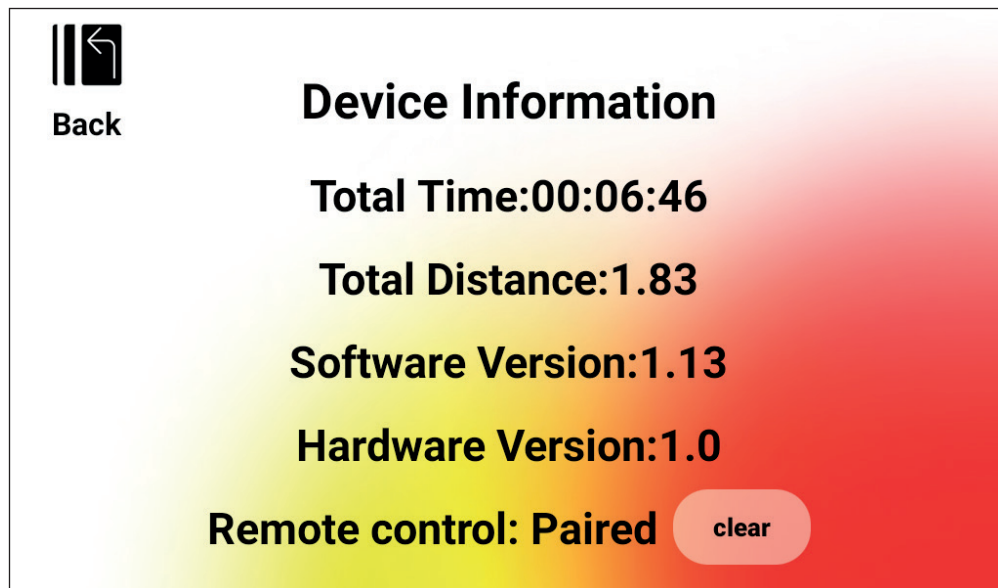 Back
Device Information
Total Time:00:06:46
Total Distance:1.83
Software Version:1.13
Hardware Version:1.0
Remote control: Paired clear